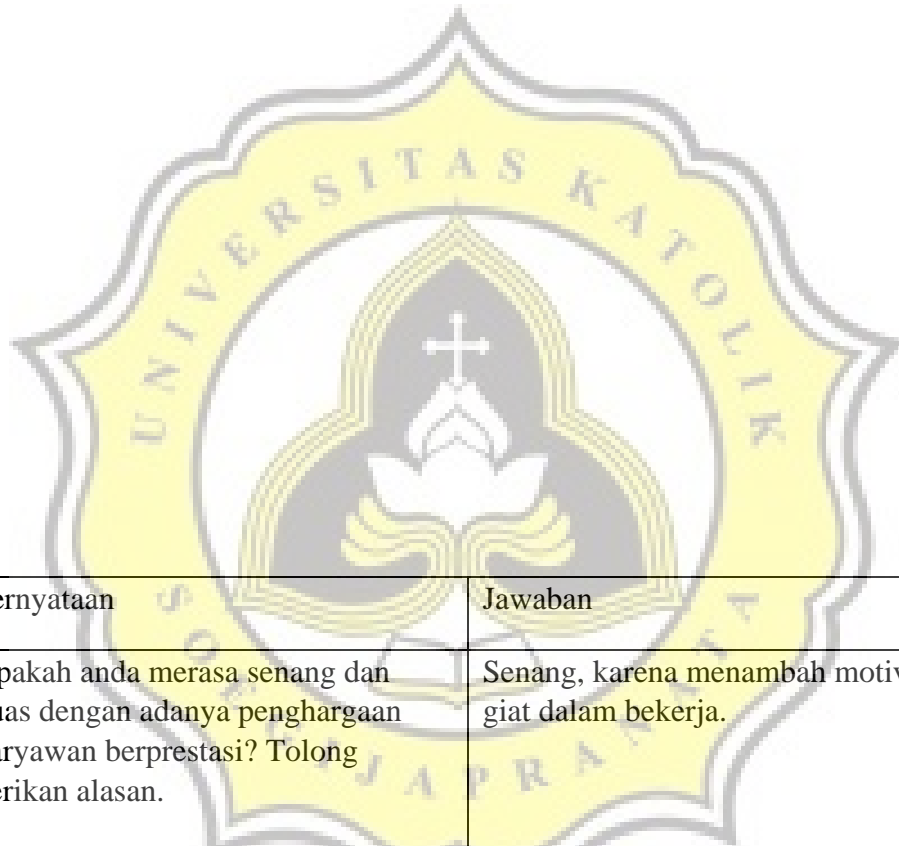 UNIVERSITAS KATOLIK
SOEGIJAPRANATA
ernyataan
Jawaban
pakah anda merasa senang dan
uas dengan adanya penghargaan
aryawan berprestasi? Tolong
erikan alasan.
Senang, karena menambah motiv
giat dalam bekerja.